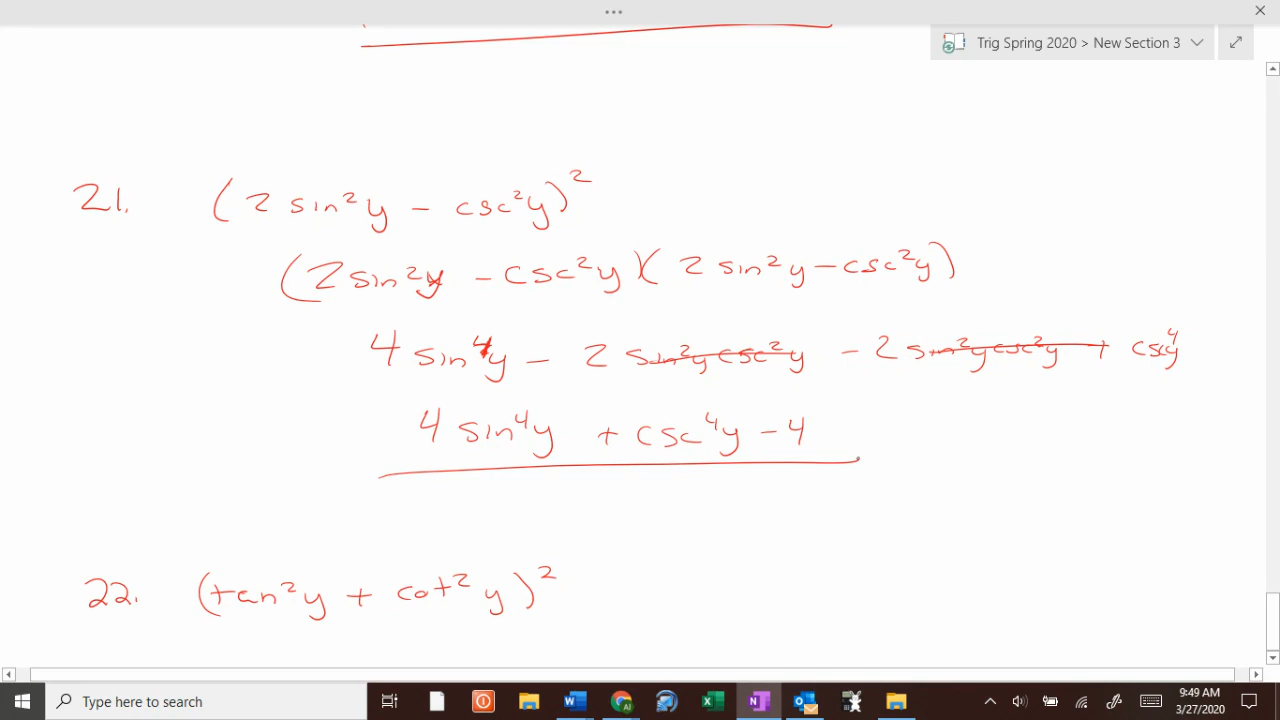 Trig Spring 2020 > New Section 3
21. (2 sin²y - csc²y)²
(2 sin²y - csc²y)(2 sin²y - csc²y)
4 sin⁴y - 2 sin²y csc²y - 2 sin²y csc²y + csc⁴y
4 sin⁴y + csc⁴y - 4
22. (tan²y + cot²y)²
Type here to search
9:49 AM
3/27/2020